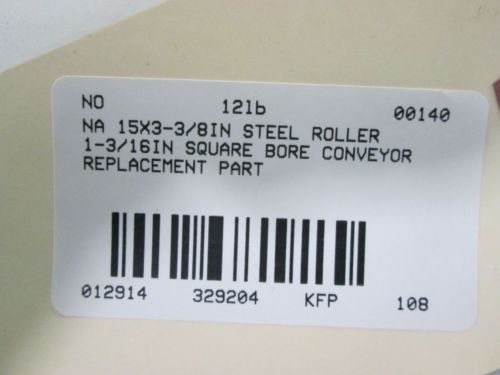 NO 12lb 00140
NA 15X3-3/8IN STEEL ROLLER
1-3/16IN SQUARE BORE CONVEYOR
REPLACEMENT PART
012914 329204 KFP 108